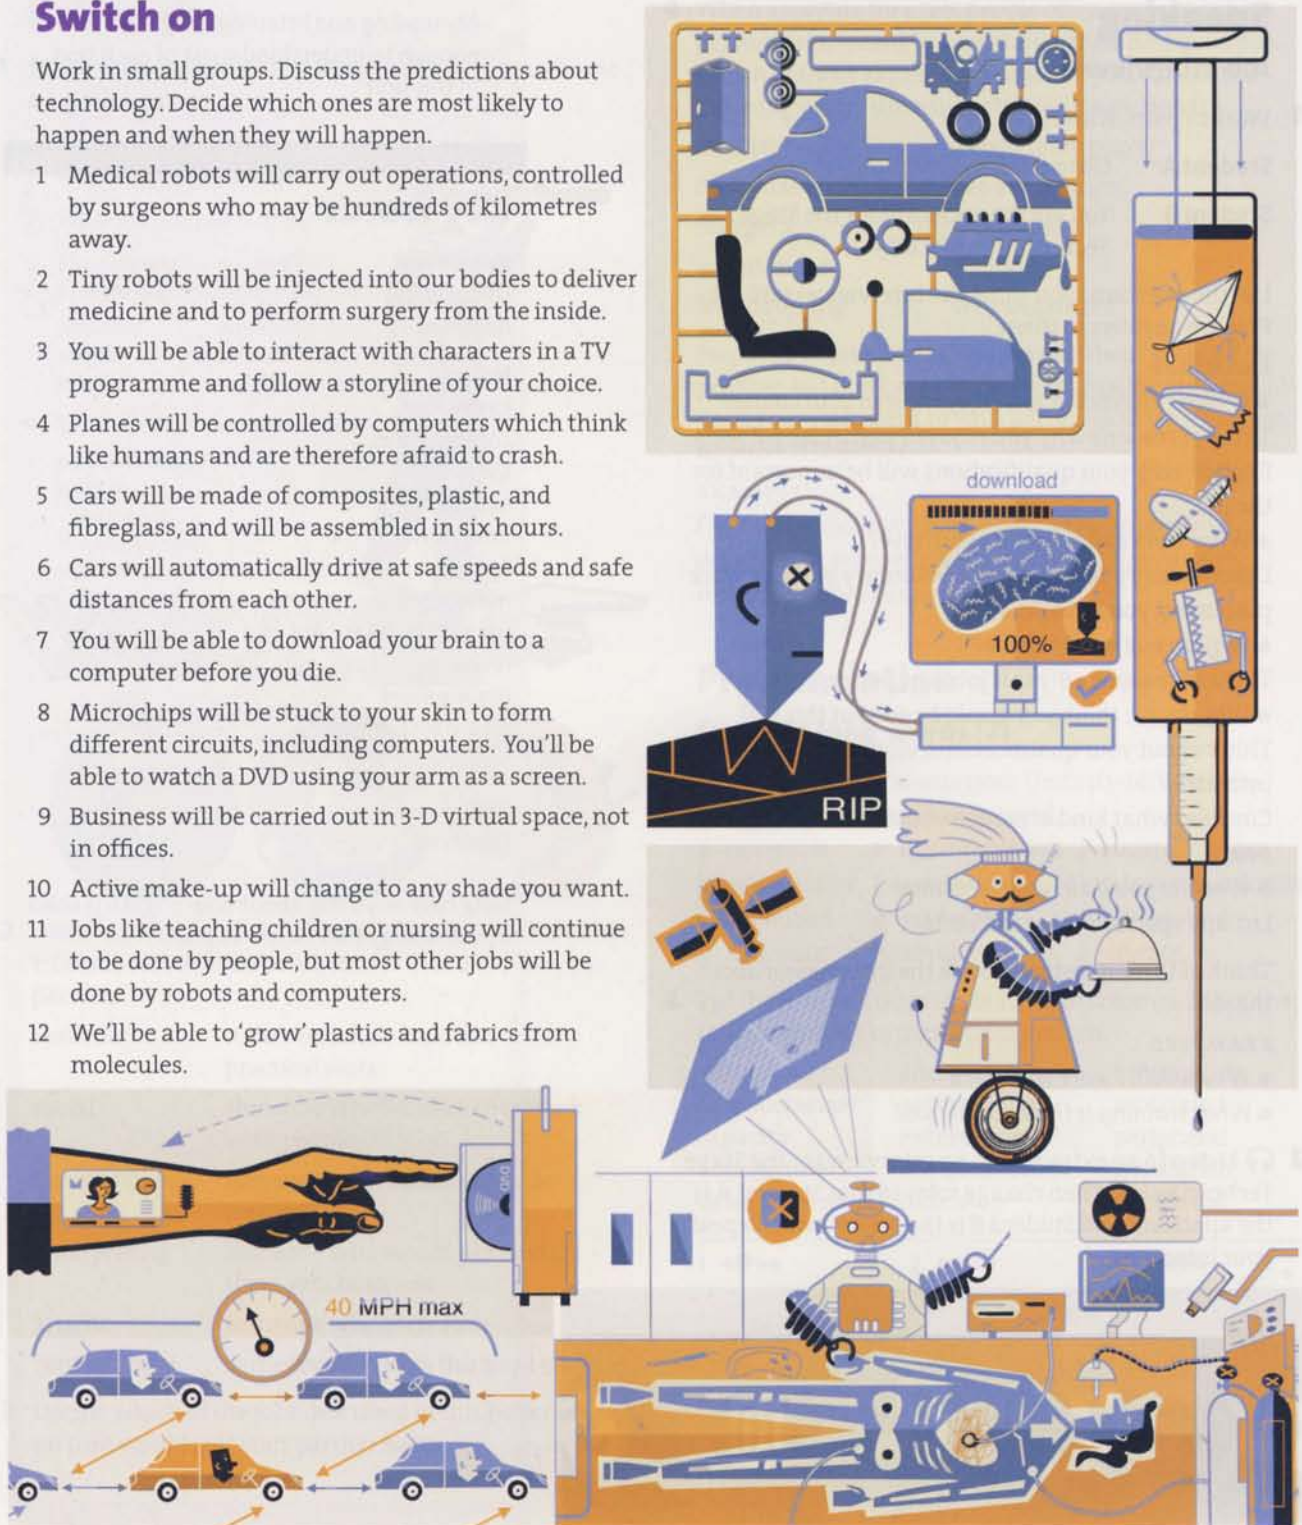 Switch on
Work in small groups. Discuss the predictions about
technology. Decide which ones are most likely to
happen and when they will happen.
1 Medical robots will carry out operations, controlled
by surgeons who may be hundreds of kilometres
away.
2 Tiny robots will be injected into our bodies to deliver
medicine and to perform surgery from the inside.
3 You will be able to interact with characters in a TV
programme and follow a storyline of your choice.
4 Planes will be controlled by computers which think
like humans and are therefore afraid to crash.
5 Cars will be made of composites, plastic, and
fibreglass, and will be assembled in six hours.
6 Cars will automatically drive at safe speeds and safe
distances from each other.
7 You will be able to download your brain to a
computer before you die.
8 Microchips will be stuck to your skin to form
different circuits, including computers. You'll be
able to watch a DVD using your arm as a screen.
9 Business will be carried out in 3-D virtual space, not
in offices.
10 Active make-up will change to any shade you want.
11 Jobs like teaching children or nursing will continue
to be done by people, but most other jobs will be
done by robots and computers.
12 We'll be able to 'grow' plastics and fabrics from
molecules.
download
100%
RIP
DVD
40 MPH max